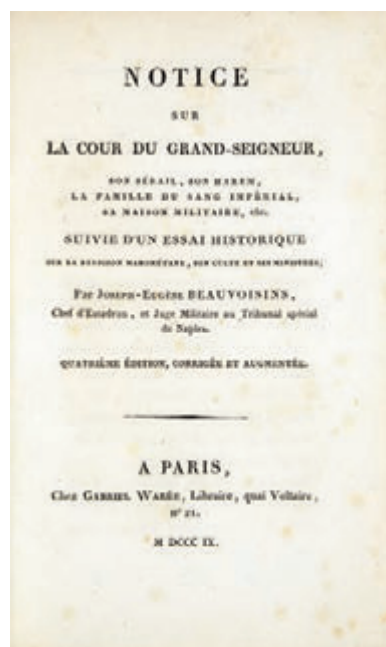 NOTICE
SUR
LA COUR DU GRAND-SEIGNEUR,
SON SÉRAIL, SON HAREM,
LA FAMILLE DU SANG IMPÉRIAL,
SA MAISON MILITAIRE, etc.
SUIVIE D'UN ESSAI HISTORIQUE
SUR LA RELIGION MAHOMÉTANE, SON CULTE ET SES MINISTRES;
Par JOSEPH-EUGÈNE BEAUVOISINS,
Chef d'Escadron, et Juge Militaire au Tribunal spécial
de Naples.
QUATRIÈME ÉDITION, CORRIGÉE ET AUGMENTÉE.
A PARIS,
Chez GABRIEL WARÉE, Libraire, quai Voltaire,
N° 21.
M DCCC IX.